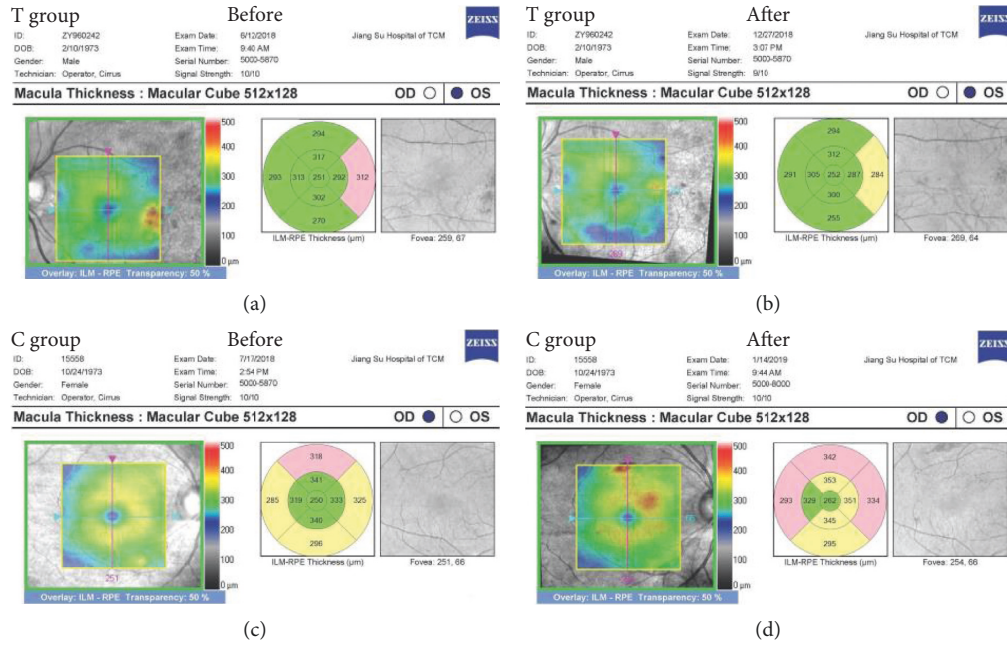 T group
Before
ZEISS
ID: ZY960242 Exam Date: 6/12/2018 Jiang Su Hospital of TCM
DOB: 2/10/1973 Exam Time: 9:40 AM
Gender: Male Serial Number: 5000-5870
Technician: Operator, Cirrus Signal Strength: 10/10
Macula Thickness : Macular Cube 512x128 OD OS
500
400
300
200
100
0 μm
294
317
293 313 251 292 312
302
270
ILM-RPE Thickness (μm)
Fovea: 259, 67
Overlay: ILM - RPE Transparency: 50 %
(a)
T group
After
ZEISS
ID: ZY960242 Exam Date: 12/27/2018 Jiang Su Hospital of TCM
DOB: 2/10/1973 Exam Time: 3:07 PM
Gender: Male Serial Number: 5000-5870
Technician: Operator, Cirrus Signal Strength: 9/10
Macula Thickness : Macular Cube 512x128 OD OS
500
400
300
200
100
0 μm
294
312
291 305 252 287 284
300
255
ILM-RPE Thickness (μm)
Fovea: 269, 64
Overlay: ILM - RPE Transparency: 50 %
(b)
C group
Before
ZEISS
ID: 15558 Exam Date: 7/17/2018 Jiang Su Hospital of TCM
DOB: 10/24/1973 Exam Time: 2:54 PM
Gender: Female Serial Number: 5000-5870
Technician: Operator, Cirrus Signal Strength: 10/10
Macula Thickness : Macular Cube 512x128 OD OS
500
400
300
200
100
0 μm
251
318
341
285 319 250 333 325
340
296
ILM-RPE Thickness (μm)
Fovea: 251, 66
Overlay: ILM - RPE Transparency: 50 %
(c)
C group
After
ZEISS
ID: 15558 Exam Date: 1/14/2019 Jiang Su Hospital of TCM
DOB: 10/24/1973 Exam Time: 9:44 AM
Gender: Female Serial Number: 5000-8000
Technician: Operator, Cirrus Signal Strength: 10/10
Macula Thickness : Macular Cube 512x128 OD OS
500
400
300
200
100
0 μm
342
353
293 329 262 351 334
345
295
ILM-RPE Thickness (μm)
Fovea: 254, 66
Overlay: ILM - RPE Transparency: 50 %
(d)